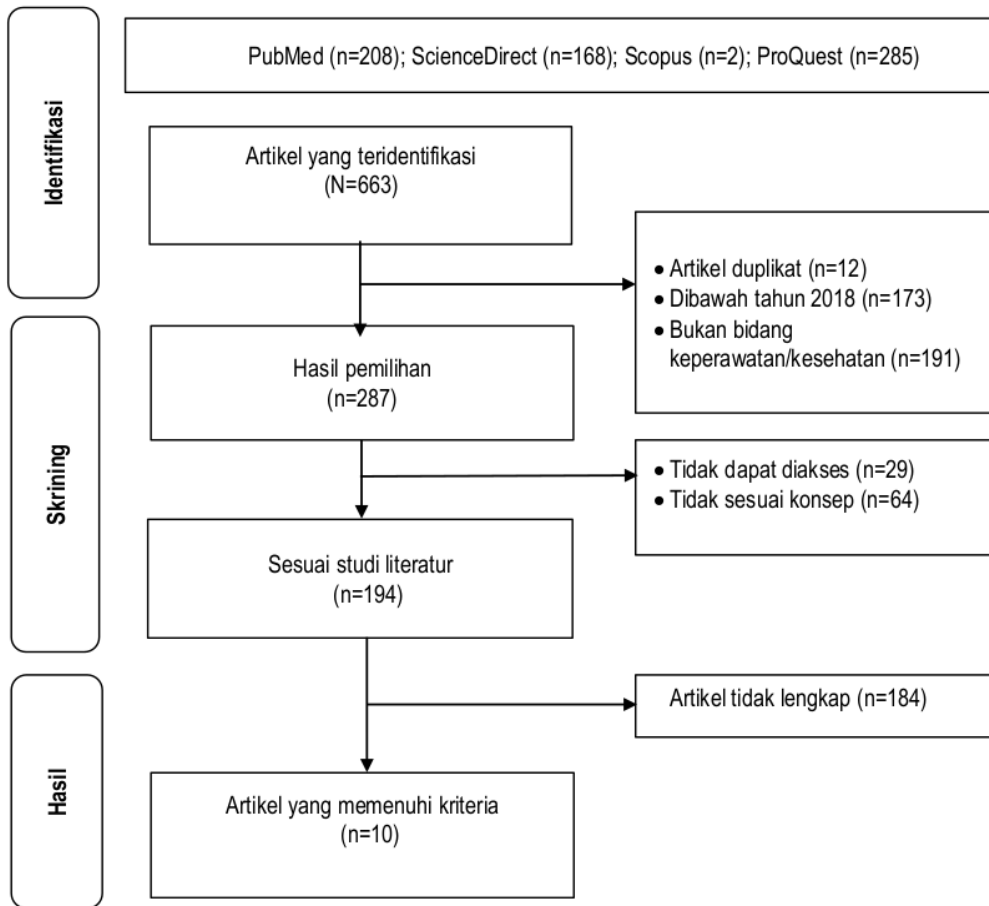 Identifikasi
PubMed (n=208); ScienceDirect (n=168); Scopus (n=2); ProQuest (n=285)
Artikel yang teridentifikasi
(N=663)
• Artikel duplikat (n=12)
• Dibawah tahun 2018 (n=173)
• Bukan bidang
keperawatan/kesehatan (n=191)
Skrining
Hasil pemilihan
(n=287)
• Tidak dapat diakses (n=29)
• Tidak sesuai konsep (n=64)
Sesuai studi literatur
(n=194)
Hasil
Artikel tidak lengkap (n=184)
Artikel yang memenuhi kriteria
(n=10)